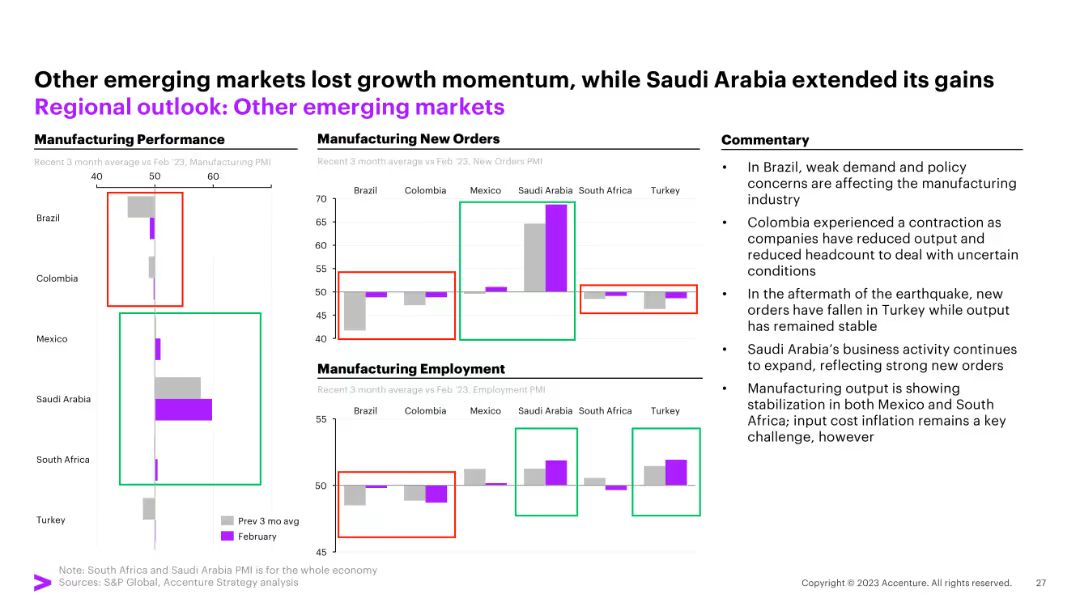 Other emerging markets lost growth momentum, while Saudi Arabia extended its gains
Regional outlook: Other emerging markets
Manufacturing Performance
Recent 3 month average vs Feb '23, Manufacturing PMI
40 50 60
Brazil
Colombia
Mexico
Saudi Arabia
South Africa
Turkey
Prev 3 mo avg
February
Manufacturing New Orders
Recent 3 month average vs Feb '23, New Orders PMI
Brazil Colombia Mexico Saudi Arabia South Africa Turkey
70
65
60
55
50
45
40
Manufacturing Employment
Recent 3 month average vs Feb '23, Employment PMI
Brazil Colombia Mexico Saudi Arabia South Africa Turkey
55
50
45
Commentary
• In Brazil, weak demand and policy
concerns are affecting the manufacturing
industry
• Colombia experienced a contraction as
companies have reduced output and
reduced headcount to deal with uncertain
conditions
• In the aftermath of the earthquake, new
orders have fallen in Turkey while output
has remained stable
• Saudi Arabia's business activity continues
to expand, reflecting strong new orders
• Manufacturing output is showing
stabilization in both Mexico and South
Africa; input cost inflation remains a key
challenge, however
Note: South Africa and Saudi Arabia PMI is for the whole economy
Sources: S&P Global, Accenture Strategy analysis
Copyright © 2023 Accenture. All rights reserved. 27